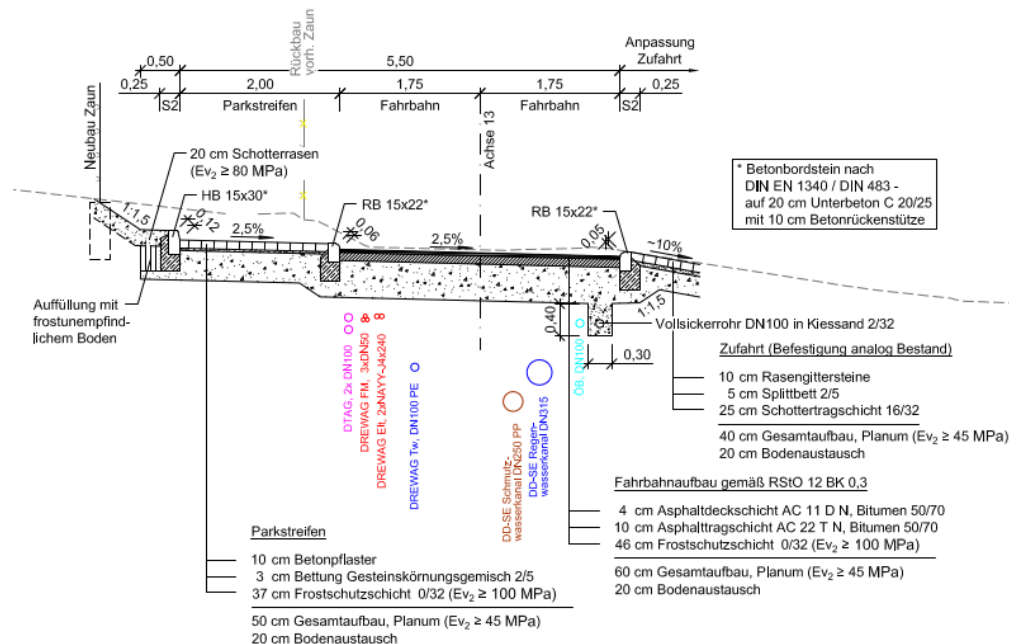 Rückbau
vorh. Zaun
Anpassung
Zufahrt
0,50
5,50
0,25
S2
2,00
Parkstreifen
1,75
Fahrbahn
1,75
Fahrbahn
S2
0,25
Neubau Zaun
Achse 13
20 cm Schotterrasen
(Ev₂ ≥ 80 MPa)
HB 15x30*
1:1,5
0,12
2,5%
RB 15x22*
0,06
2,5%
RB 15x22*
0,05
~10%
1:1,5
* Betonbordstein nach
DIN EN 1340 / DIN 483 -
auf 20 cm Unterbeton C 20/25
mit 10 cm Betonrückenstütze
Auffüllung mit
frostunempfind-
lichem Boden
0,40
0,30
Vollsickerrohr DN100 in Kiessand 2/32
DTAG, 2x DN100
DREWAG FM, 3xDN50
DREWAG Elt, 2xNAYY-J4x240
DREWAG Tw, DN100 PE
DD-SE Schmutz-
wasserkanal DN250 PP
DD-SE Regen-
wasserkanal DN315
ÖB, DN100
Zufahrt (Befestigung analog Bestand)
10 cm Rasengittersteine
5 cm Splittbett 2/5
25 cm Schottertragschicht 16/32
40 cm Gesamtaufbau, Planum (Ev₂ ≥ 45 MPa)
20 cm Bodenaustausch
Fahrbahnaufbau gemäß RStO 12 BK 0,3
4 cm Asphaltdeckschicht AC 11 D N, Bitumen 50/70
10 cm Asphalttragschicht AC 22 T N, Bitumen 50/70
46 cm Frostschutzschicht 0/32 (Ev₂ ≥ 100 MPa)
60 cm Gesamtaufbau, Planum (Ev₂ ≥ 45 MPa)
20 cm Bodenaustausch
Parkstreifen
10 cm Betonpflaster
3 cm Bettung Gesteinskörnungsgemisch 2/5
37 cm Frostschutzschicht 0/32 (Ev₂ ≥ 100 MPa)
50 cm Gesamtaufbau, Planum (Ev₂ ≥ 45 MPa)
20 cm Bodenaustausch